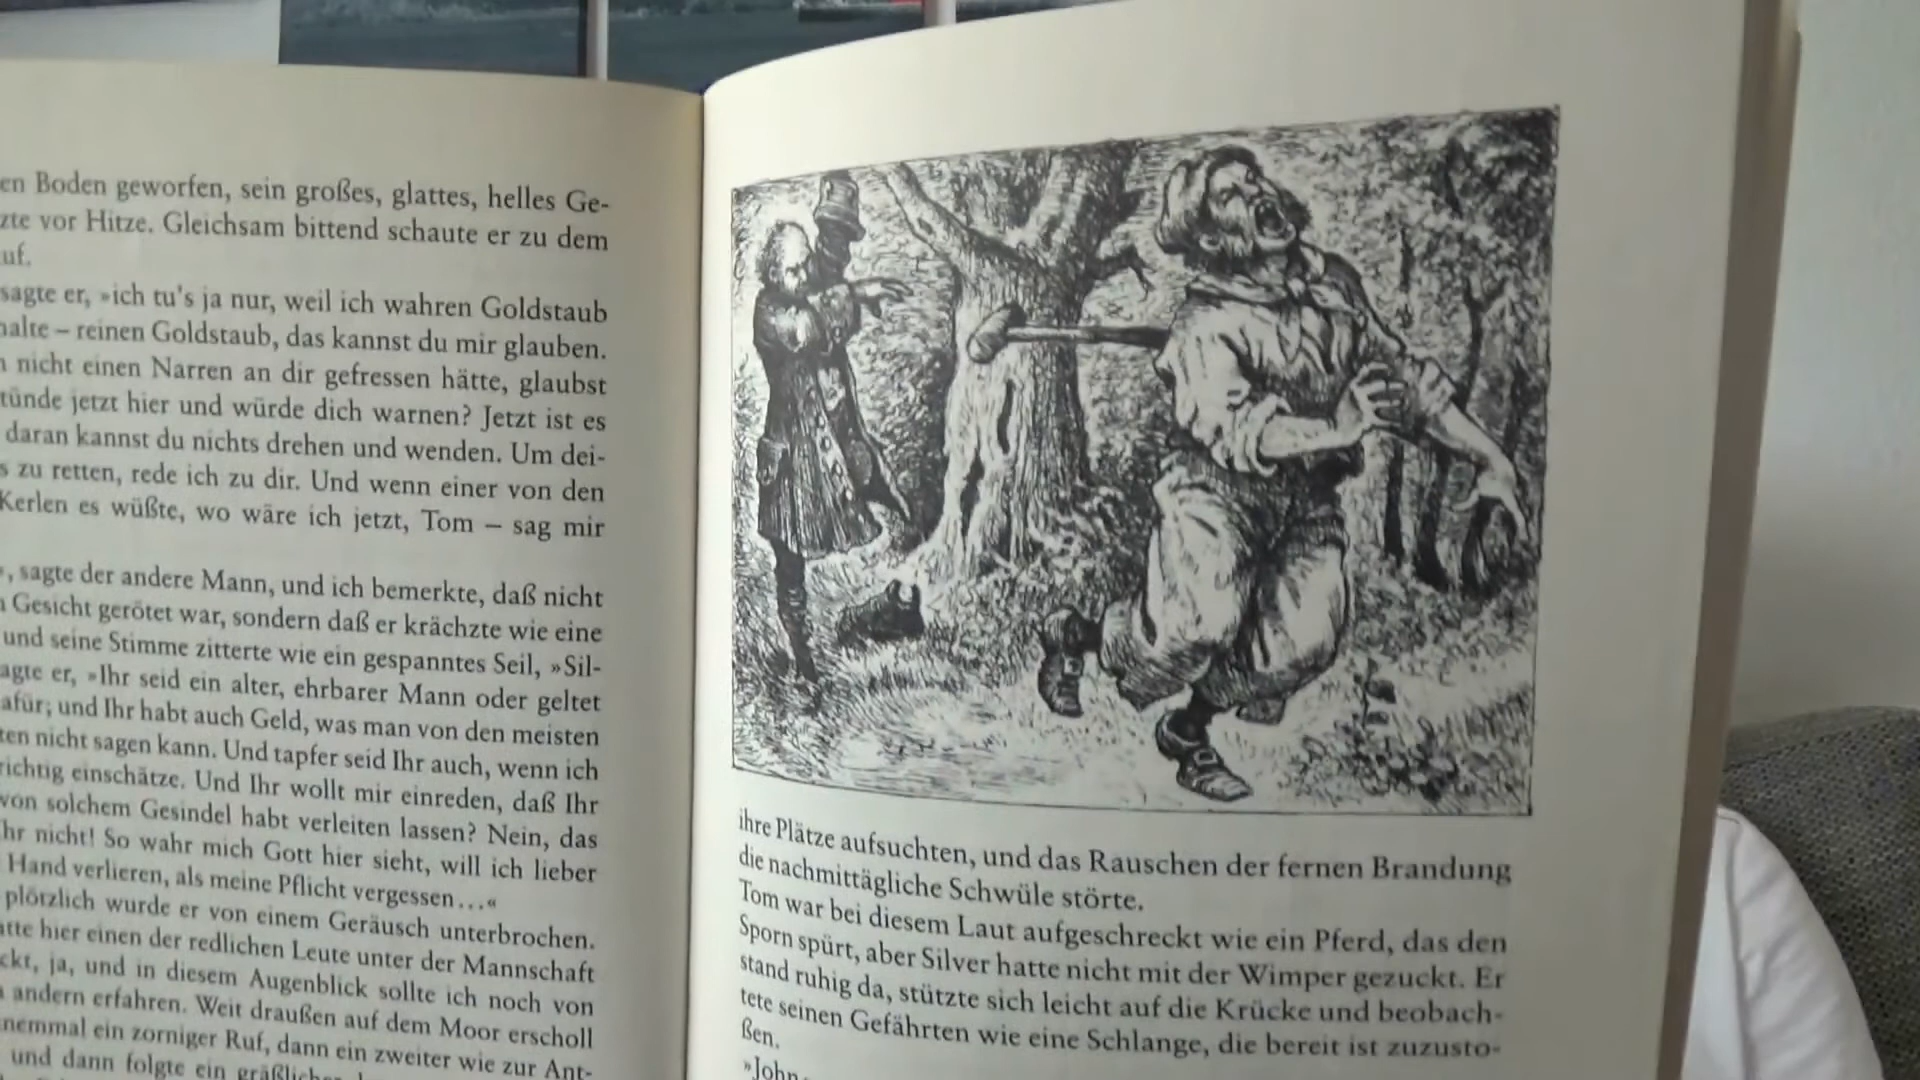 en Boden geworfen, sein großes, glattes, helles Ge-
zte vor Hitze. Gleichsam bittend schaute er zu dem
uf.
sagte er, »ich tu's ja nur, weil ich wahren Goldstaub
halte – reinen Goldstaub, das kannst du mir glauben.
nicht einen Narren an dir gefressen hätte, glaubst
tünde jetzt hier und würde dich warnen? Jetzt ist es
daran kannst du nichts drehen und wenden. Um dei-
s zu retten, rede ich zu dir. Und wenn einer von den
Kerlen es wüßte, wo wäre ich jetzt, Tom – sag mir
, sagte der andere Mann, und ich bemerkte, daß nicht
Gesicht gerötet war, sondern daß er krächzte wie eine
und seine Stimme zitterte wie ein gespanntes Seil, »Sil-
agte er, »Ihr seid ein alter, ehrbarer Mann oder geltet
afür; und Ihr habt auch Geld, was man von den meisten
ten nicht sagen kann. Und tapfer seid Ihr auch, wenn ich
richtig einschätze. Und Ihr wollt mir einreden, daß Ihr
von solchem Gesindel habt verleiten lassen? Nein, das
hr nicht! So wahr mich Gott hier sieht, will ich lieber
Hand verlieren, als meine Pflicht vergessen...«
plötzlich wurde er von einem Geräusch unterbrochen.
atte hier einen der redlichen Leute unter der Mannschaft
ckt, ja, und in diesem Augenblick sollte ich noch von
andern erfahren. Weit draußen auf dem Moor erscholl
nemmal ein zorniger Ruf, dann ein zweiter wie zur Ant-
und dann folgte ein
ihre Plätze aufsuchten, und das Rauschen der fernen Brandung
die nachmittägliche Schwüle störte.
Tom war bei diesem Laut aufgeschreckt wie ein Pferd, das den
Sporn spürt, aber Silver hatte nicht mit der Wimper gezuckt. Er
stand ruhig da, stützte sich leicht auf die Krücke und beobach-
tete seinen Gefährten wie eine Schlange, die bereit ist zuzusto-
ßen.
»John